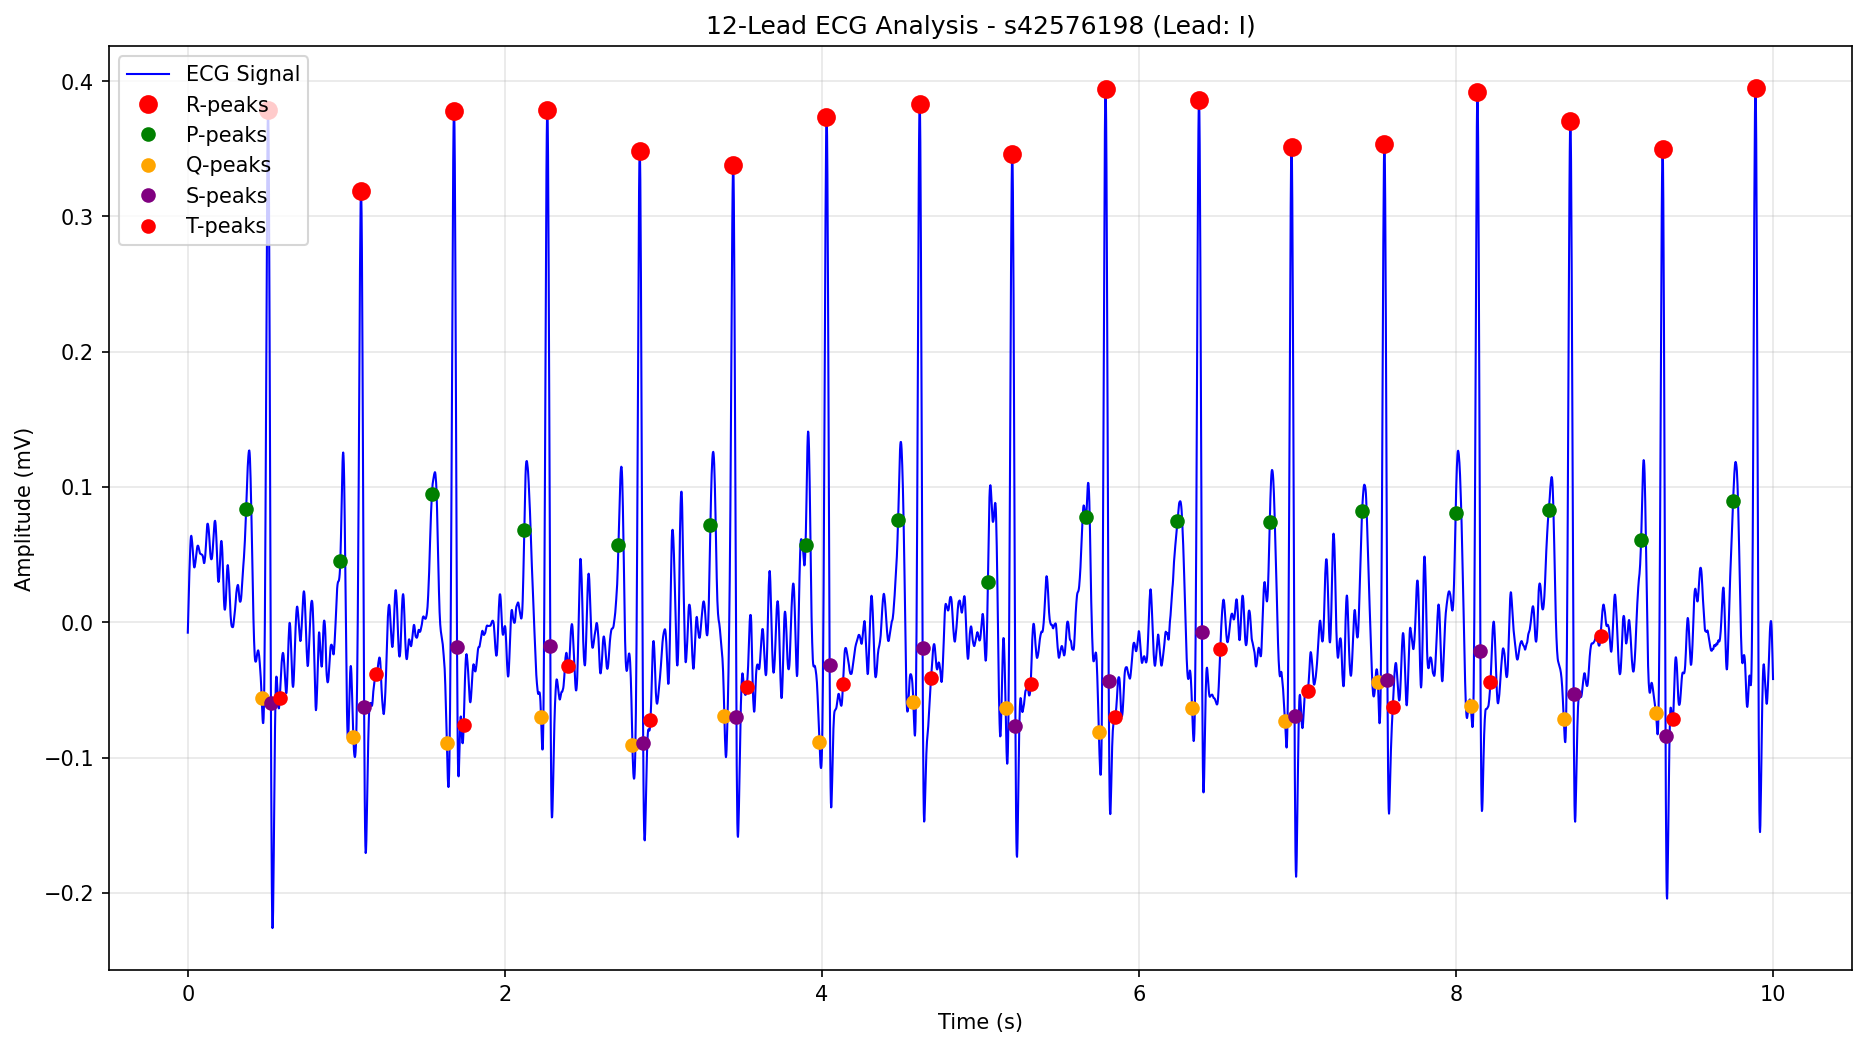 12-Lead ECG Analysis - s42576198 (Lead: I)
ECG Signal
R-peaks
P-peaks
Q-peaks
S-peaks
T-peaks
0.4
0.3
0.2
0.1
0.0
−0.1
−0.2
Amplitude (mV)
0 2 4 6 8 10
Time (s)